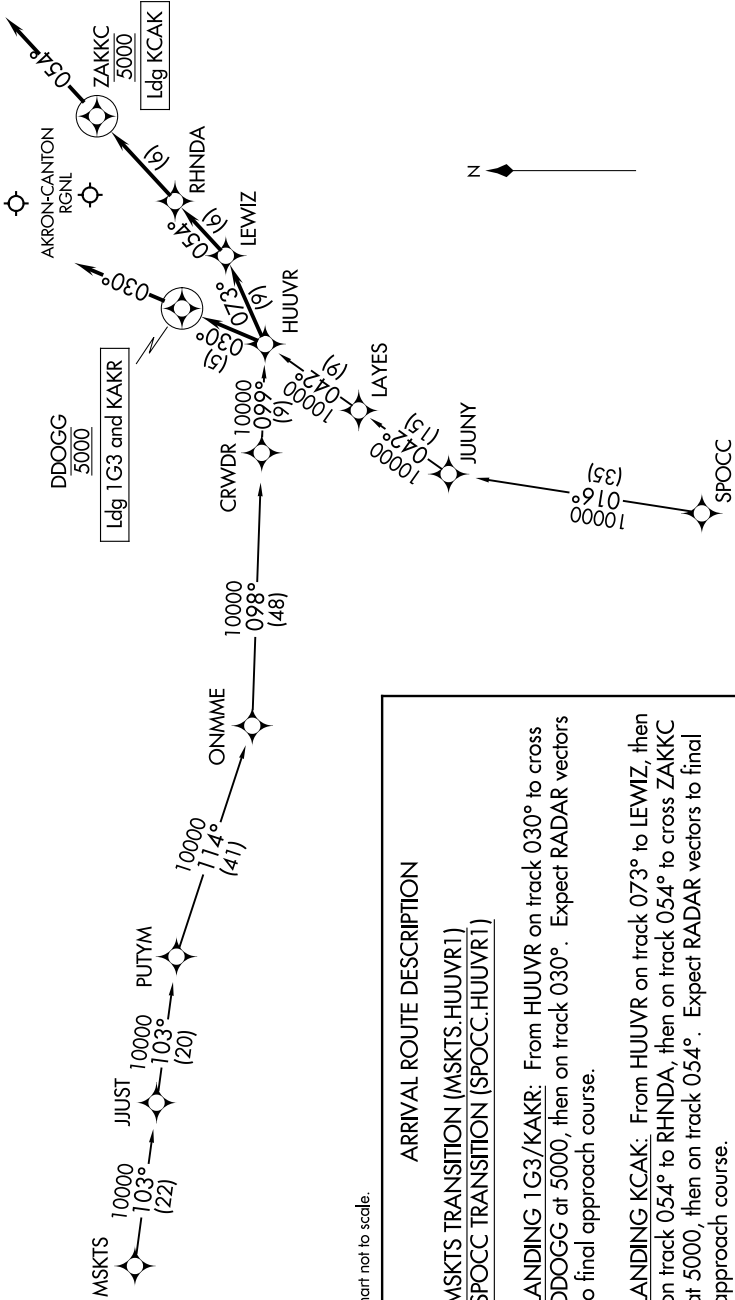 054°
ZAKKC
5000
Ldg KCAK
(6)
AKRON-CANTON
RGNL
RHNDA
054°
(6)
LEWIZ
030°
073°
(9)
HUUVR
030°
(5)
DDOGG
5000
Ldg 1G3 and KAKR
N
10000
099°
(9)
CRWDR
10000
042°
(9)
LAYES
10000
042°
(15)
JUUNY
10000
016°
(35)
SPOCC
10000
098°
(48)
ONMME
10000
114°
(41)
PUTYM
10000
103°
(20)
JJUST
10000
103°
(22)
MSKTS
not to scale.
ARRIVAL ROUTE DESCRIPTION
MSKTS TRANSITION (MSKTS.HUUVR1)
SPOCC TRANSITION (SPOCC.HUUVR1)
ANDING 1G3/KAKR: From HUUVR on track 030° to cross
DDOGG at 5000, then on track 030°. Expect RADAR vectors
o final approach course.
ANDING KCAK: From HUUVR on track 073° to LEWIZ, then
on track 054° to RHNDA, then on track 054° to cross ZAKKC
at 5000, then on track 054°. Expect RADAR vectors to final
approach course.